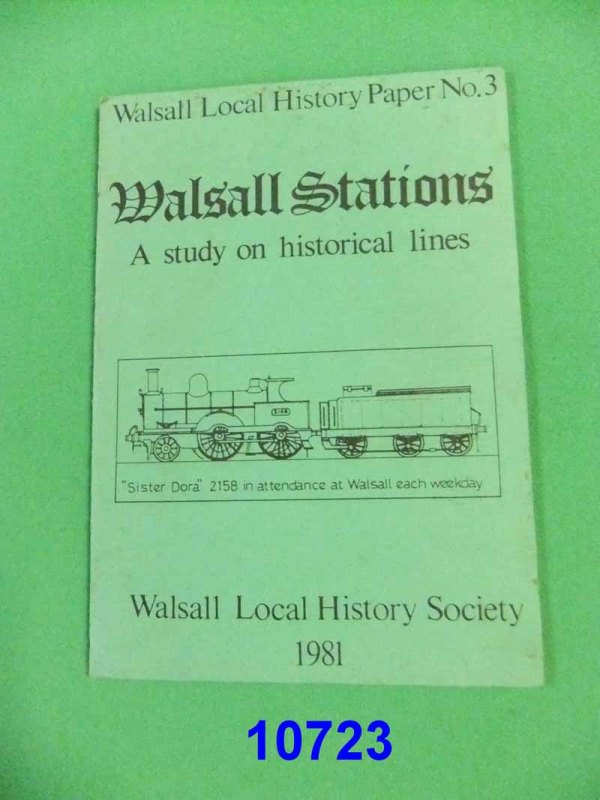 Walsall Local History Paper No.3
Walsall Stations
A study on historical lines
2158
"Sister Dora" 2158 in attendance at Walsall each weekday
Walsall Local History Society
1981
10723